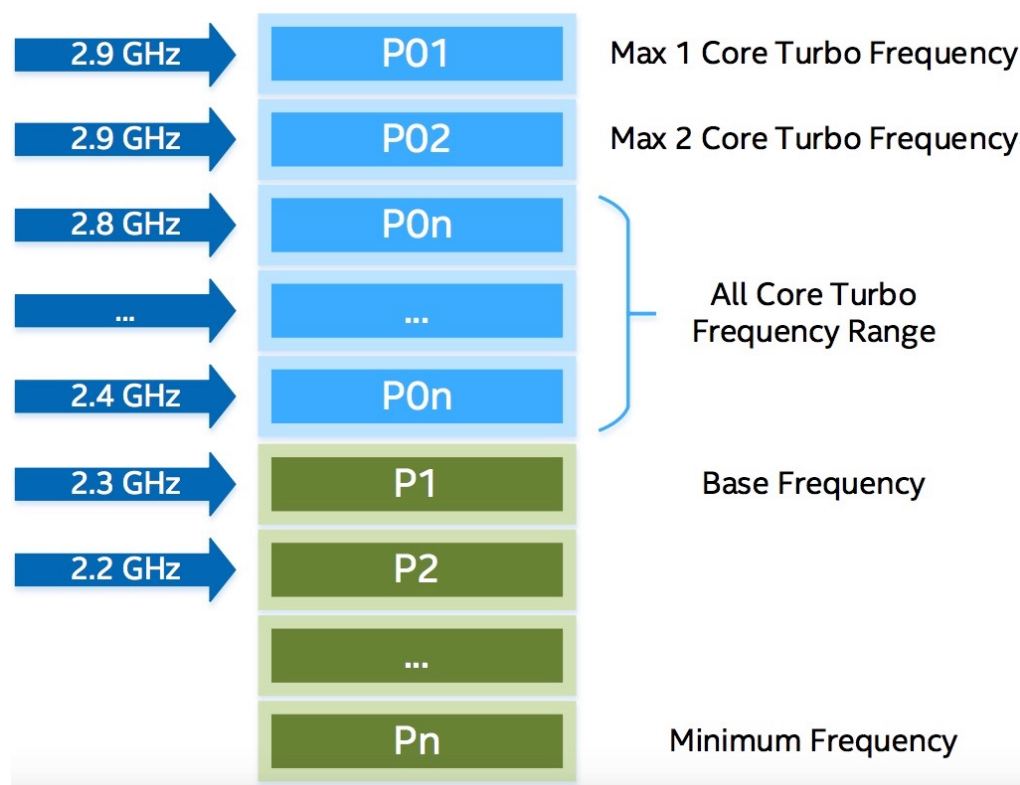 2.9 GHz P01 Max 1 Core Turbo Frequency
2.9 GHz P02 Max 2 Core Turbo Frequency
2.8 GHz P0n
... ... All Core Turbo
Frequency Range
2.4 GHz P0n
2.3 GHz P1 Base Frequency
2.2 GHz P2
...
Pn Minimum Frequency